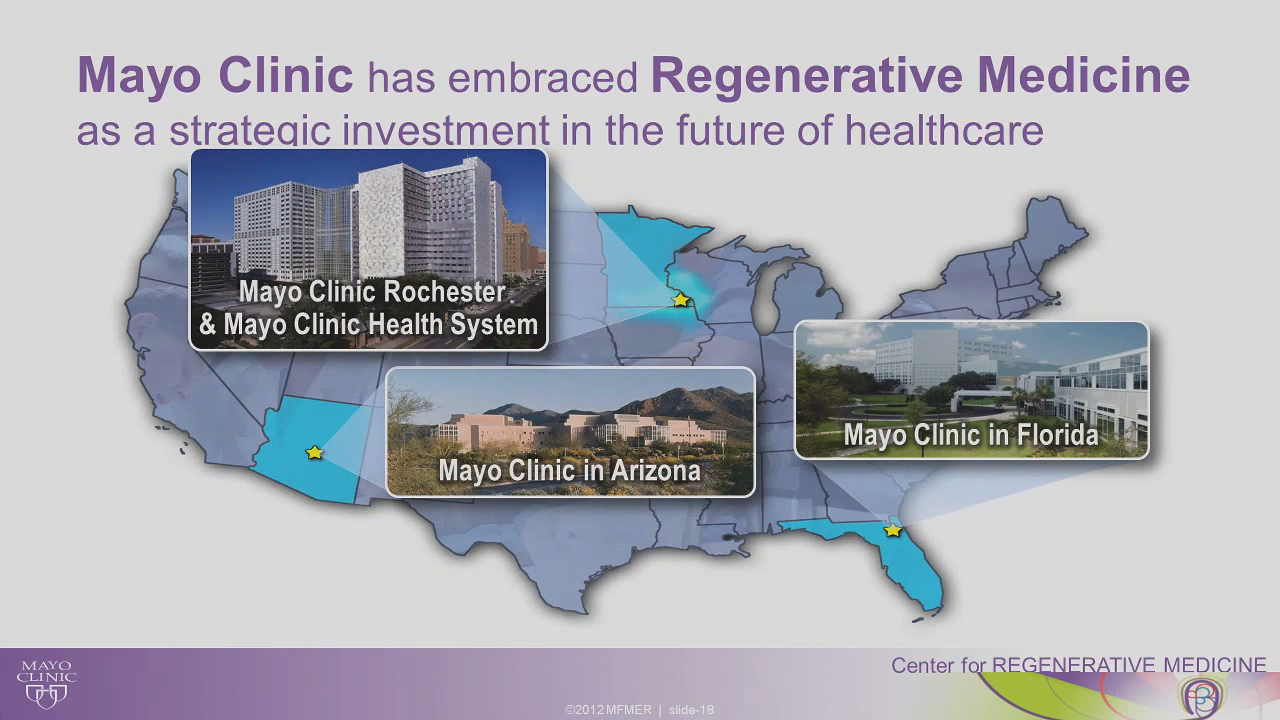 Mayo Clinic has embraced Regenerative Medicine
as a strategic investment in the future of healthcare
Mayo Clinic Rochester
& Mayo Clinic Health System
Mayo Clinic in Arizona
Mayo Clinic in Florida
MAYO
CLINIC
Center for REGENERATIVE MEDICINE
©2012 MFMER | slide-18